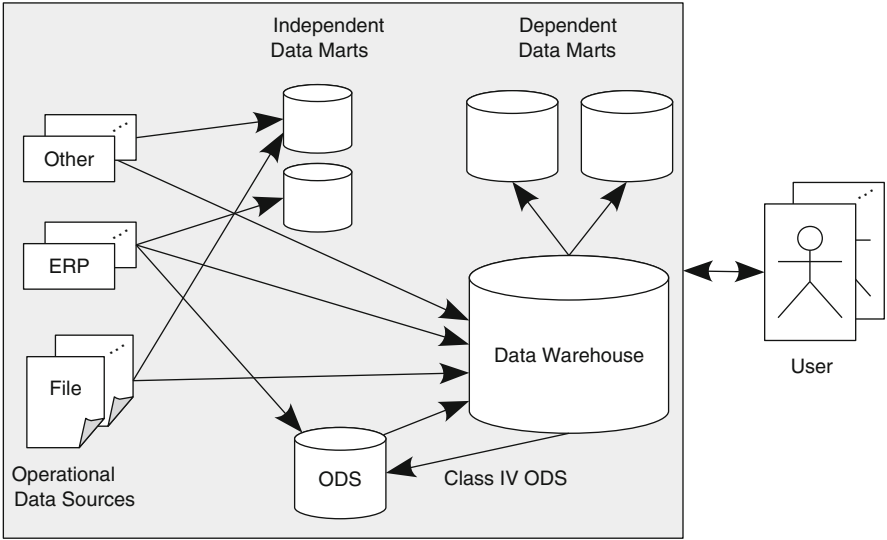 Independent
Data Marts
Dependent
Data Marts
Other
ERP
File
Data Warehouse
User
ODS
Class IV ODS
Operational
Data Sources